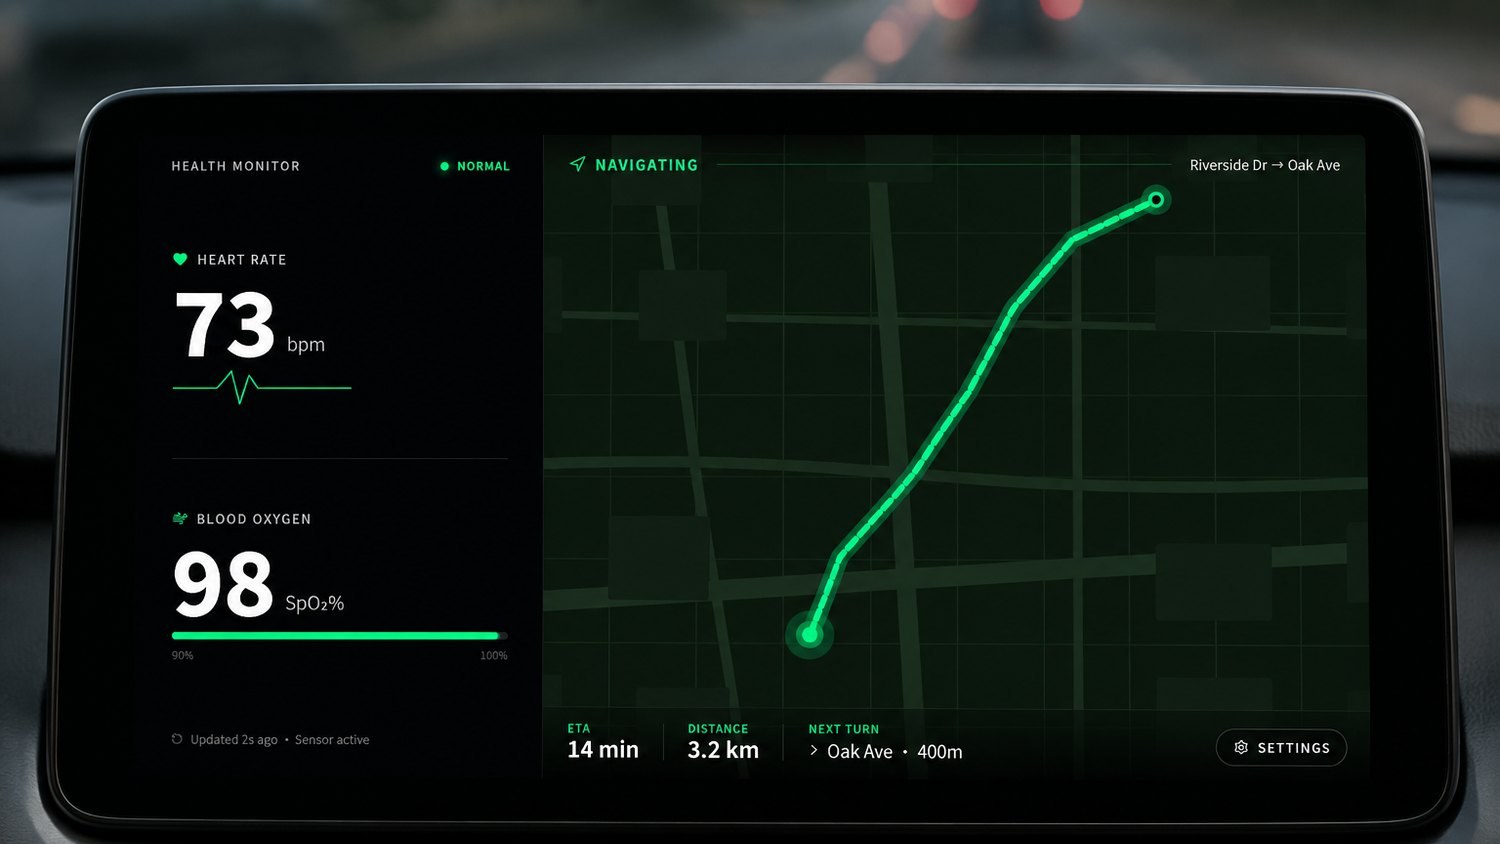 HEALTH MONITOR
NORMAL
HEART RATE
73 bpm
BLOOD OXYGEN
98 SpO₂%
90% 100%
Updated 2s ago • Sensor active
NAVIGATING
Riverside Dr → Oak Ave
ETA
14 min
DISTANCE
3.2 km
NEXT TURN
> Oak Ave • 400m
SETTINGS